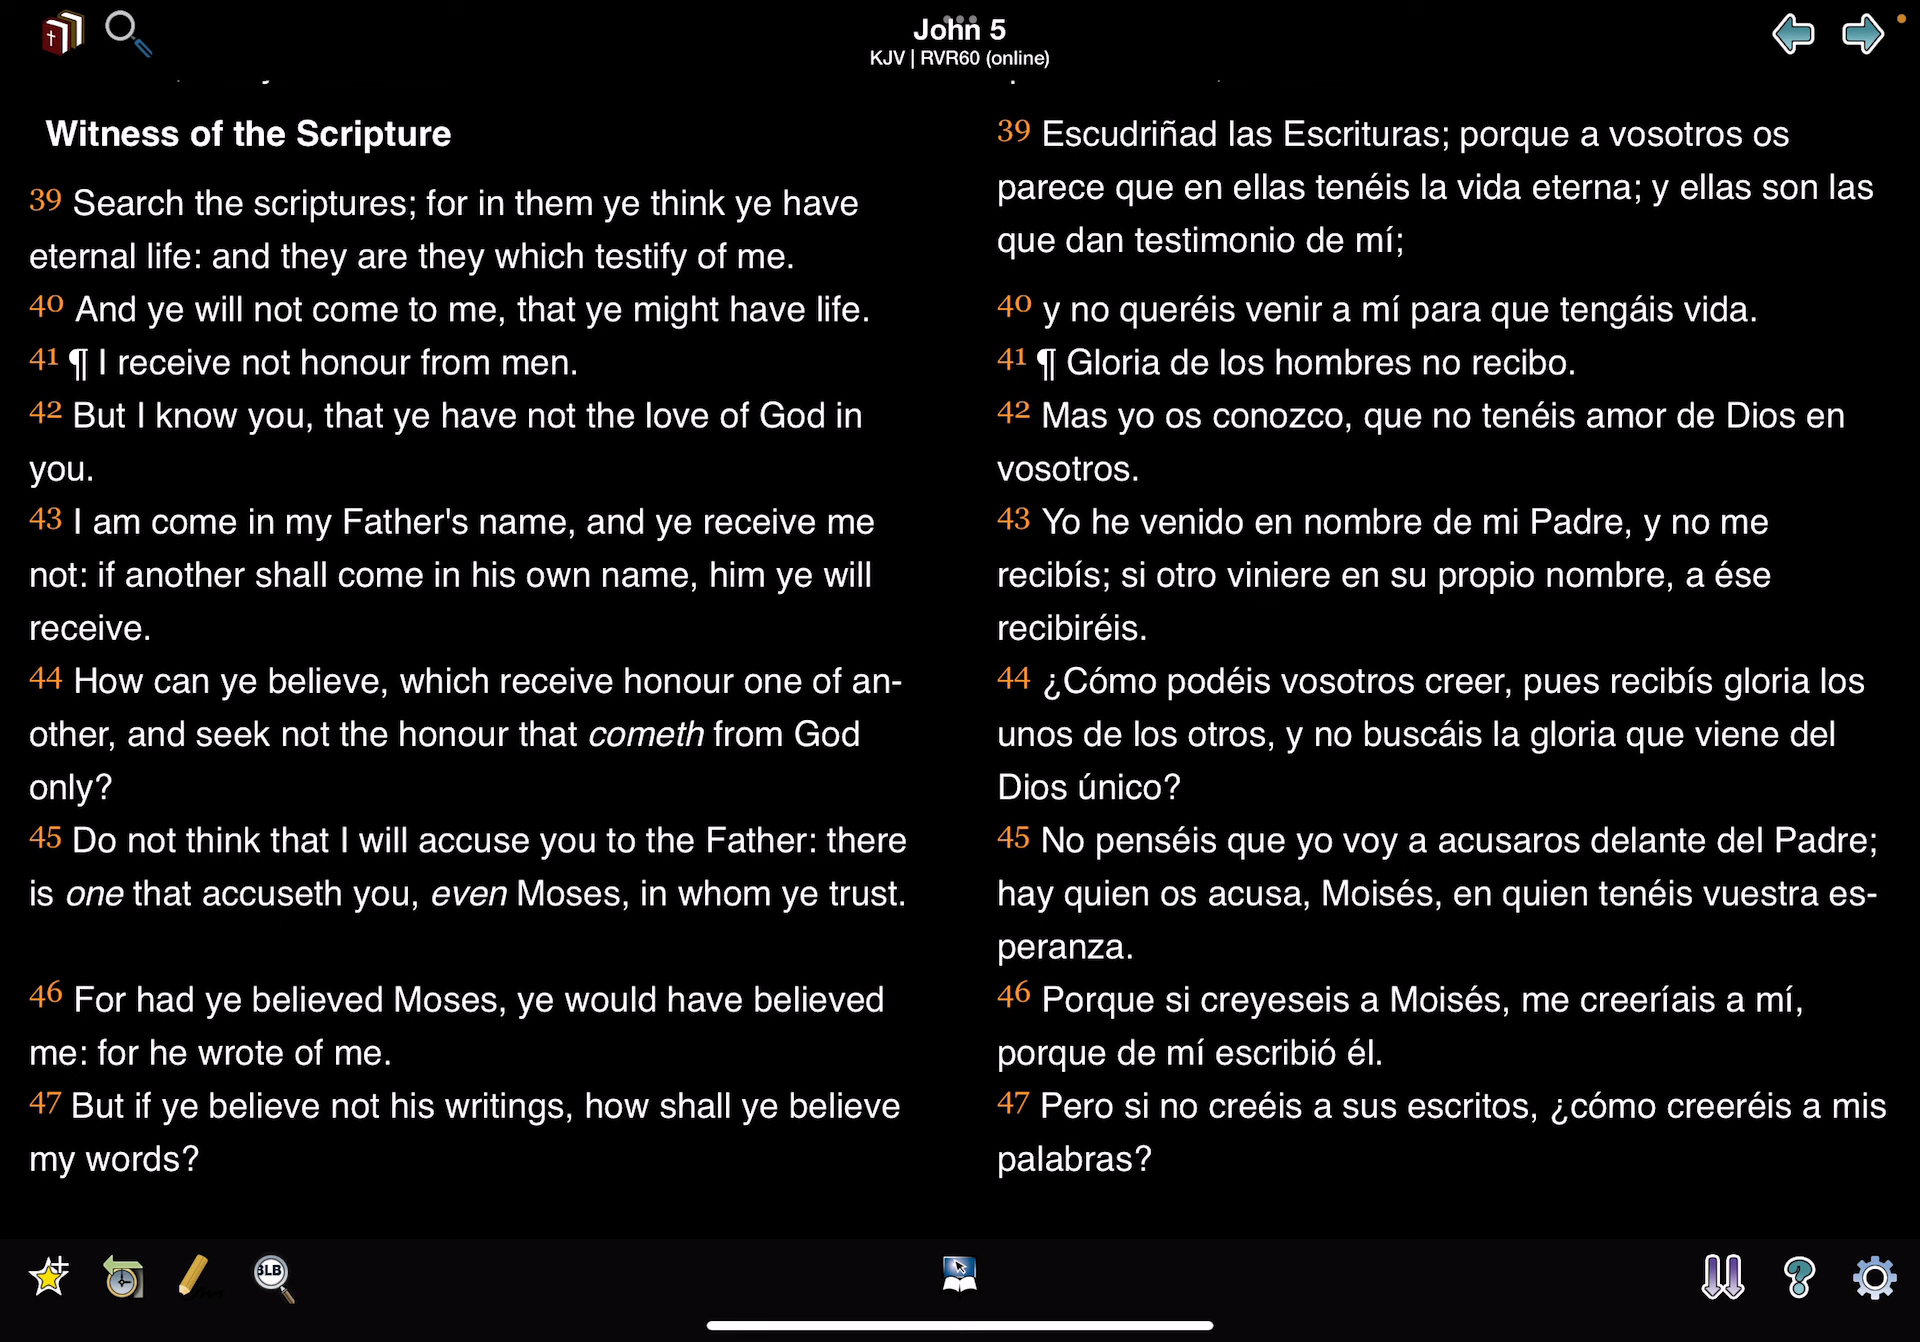 John 5
KJV | RVR60 (online)
Witness of the Scripture
39 Search the scriptures; for in them ye think ye have
eternal life: and they are they which testify of me.
40 And ye will not come to me, that ye might have life.
41 ¶ I receive not honour from men.
42 But I know you, that ye have not the love of God in
you.
43 I am come in my Father's name, and ye receive me
not: if another shall come in his own name, him ye will
receive.
44 How can ye believe, which receive honour one of an-
other, and seek not the honour that cometh from God
only?
45 Do not think that I will accuse you to the Father: there
is one that accuseth you, even Moses, in whom ye trust.
46 For had ye believed Moses, ye would have believed
me: for he wrote of me.
47 But if ye believe not his writings, how shall ye believe
my words?
39 Escudriñad las Escrituras; porque a vosotros os
parece que en ellas tenéis la vida eterna; y ellas son las
que dan testimonio de mí;
40 y no queréis venir a mí para que tengáis vida.
41 ¶ Gloria de los hombres no recibo.
42 Mas yo os conozco, que no tenéis amor de Dios en
vosotros.
43 Yo he venido en nombre de mi Padre, y no me
recibís; si otro viniere en su propio nombre, a ése
recibiréis.
44 ¿Cómo podéis vosotros creer, pues recibís gloria los
unos de los otros, y no buscáis la gloria que viene del
Dios único?
45 No penséis que yo voy a acusaros delante del Padre;
hay quien os acusa, Moisés, en quien tenéis vuestra es-
peranza.
46 Porque si creyeseis a Moisés, me creeríais a mí,
porque de mí escribió él.
47 Pero si no creéis a sus escritos, ¿cómo creeréis a mis
palabras?
BLB